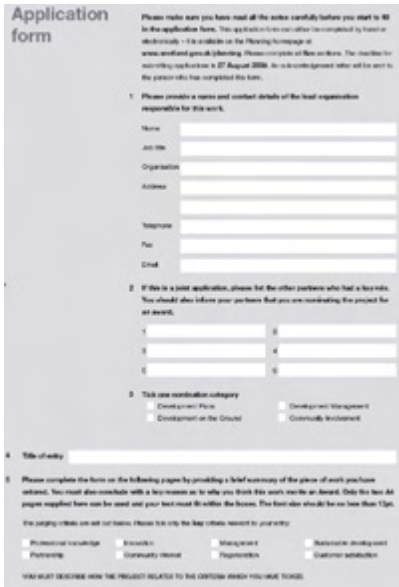 Application
form
Please make sure you have read all the notes carefully before you start to fill
in the application form. This application form can either be completed by hand or
electronically – it is available on the Planning homepage at
www.scotland.gov.uk/planning. Please complete all five sections. The deadline for
submitting applications is 27 August 2004. An acknowledgement letter will be sent to
the person who has completed this form.
1 Please provide a name and contact details of the lead organisation
responsible for this work.
Name
Job title
Organisation
Address
Telephone
Fax
Email
2 If this is a joint application, please list the other partners who had a key role.
You should also inform your partners that you are nominating the project for
an award.
1 2
3 4
5 6
3 Tick one nomination category
Development Plans Development Management
Development on the Ground Community Involvement
4 Title of entry
5 Please complete the form on the following pages by providing a brief summary of the piece of work you have
entered. You must also conclude with a key reason as to why you think this work merits an Award. Only the two A4
pages supplied here can be used and your text must fit within the boxes. The font size should be no less than 12pt.
The judging criteria are set out below. Please tick only the key criteria relevant to your entry:
Professional knowledge Innovation Management Sustainable development
Partnership Community interest Regeneration Customer satisfaction
YOU MUST DESCRIBE HOW THE PROJECT RELATED TO THE CRITERIA WHICH YOU HAVE TICKED.